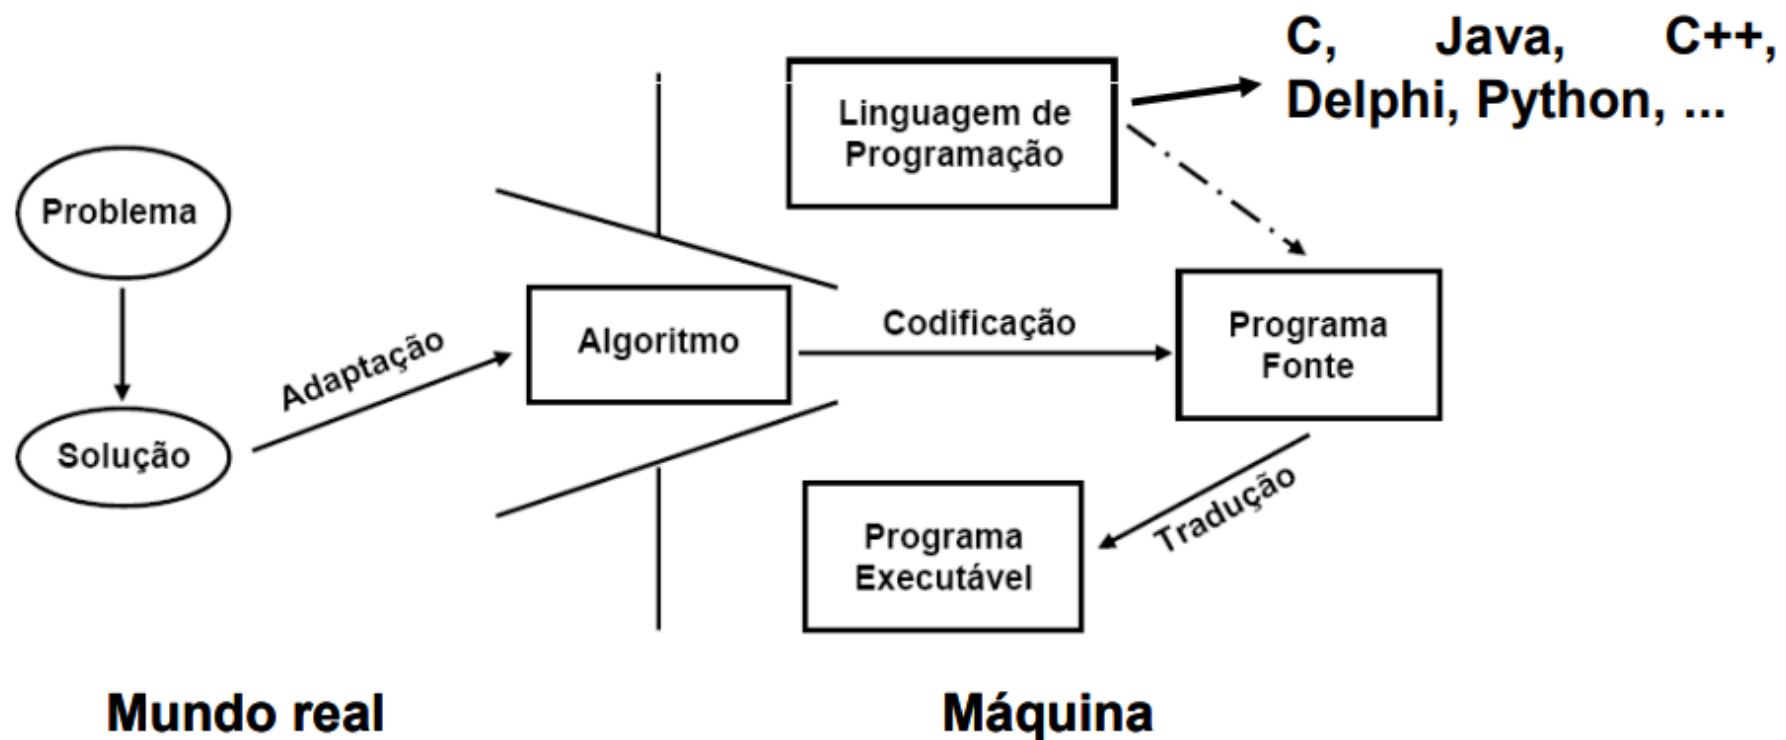 C, Java, C++,
Delphi, Python, ...
Linguagem de
Programação
Problema
Algoritmo
Codificação
Programa
Fonte
Adaptação
Solução
Tradução
Programa
Executável
Mundo real
Máquina